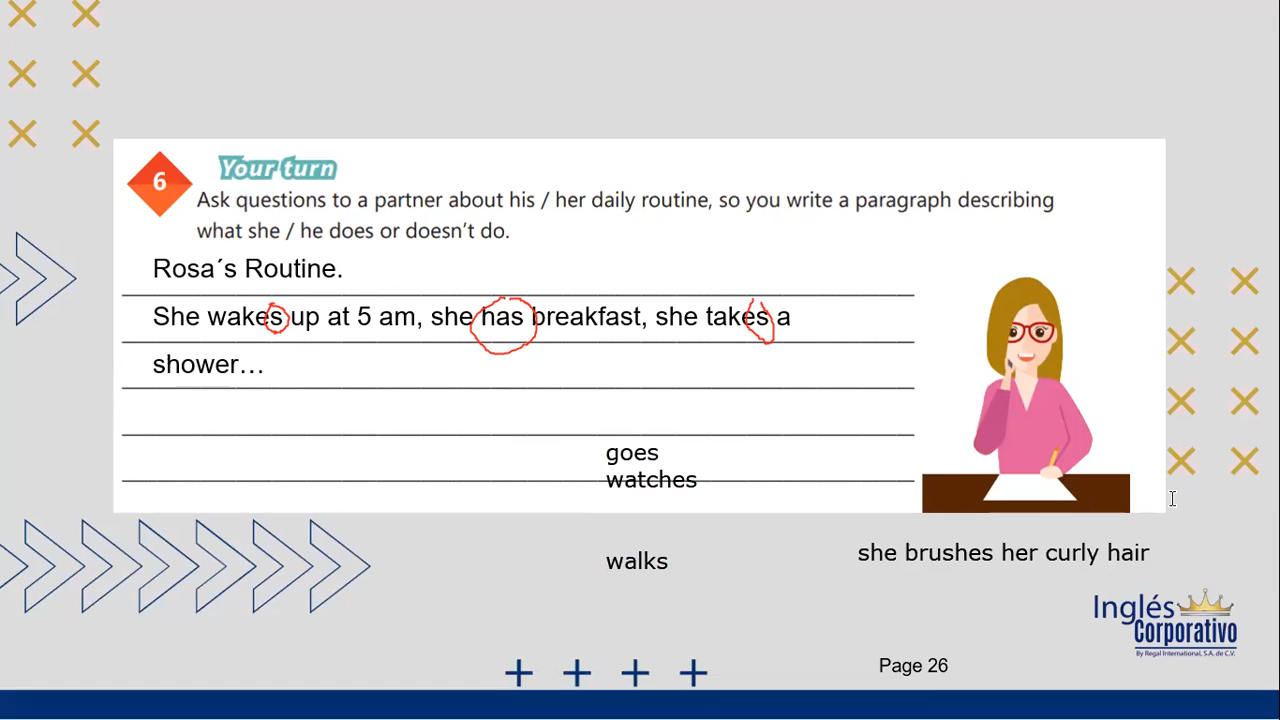 6
Your turn
Ask questions to a partner about his / her daily routine, so you write a paragraph describing
what she / he does or doesn't do.
Rosa´s Routine.
She wakes up at 5 am, she has breakfast, she takes a
shower…
goes
watches
walks
she brushes her curly hair
Inglés
Corporativo
By Regal International, S.A. de C.V.
Page 26